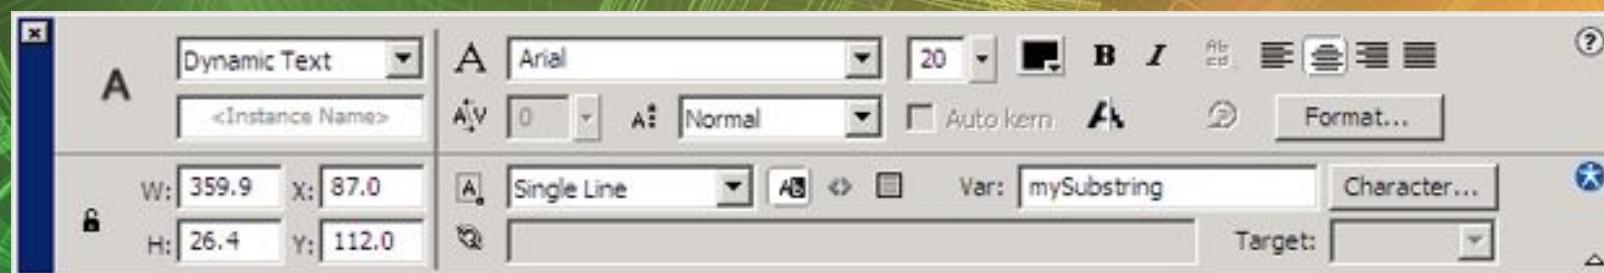 Dynamic Text Arial 20 B I
<Instance Name> 0 Normal Auto kern Format...
W: 359.9 X: 87.0 Single Line Var: mySubstring Character...
H: 26.4 Y: 112.0 Target: